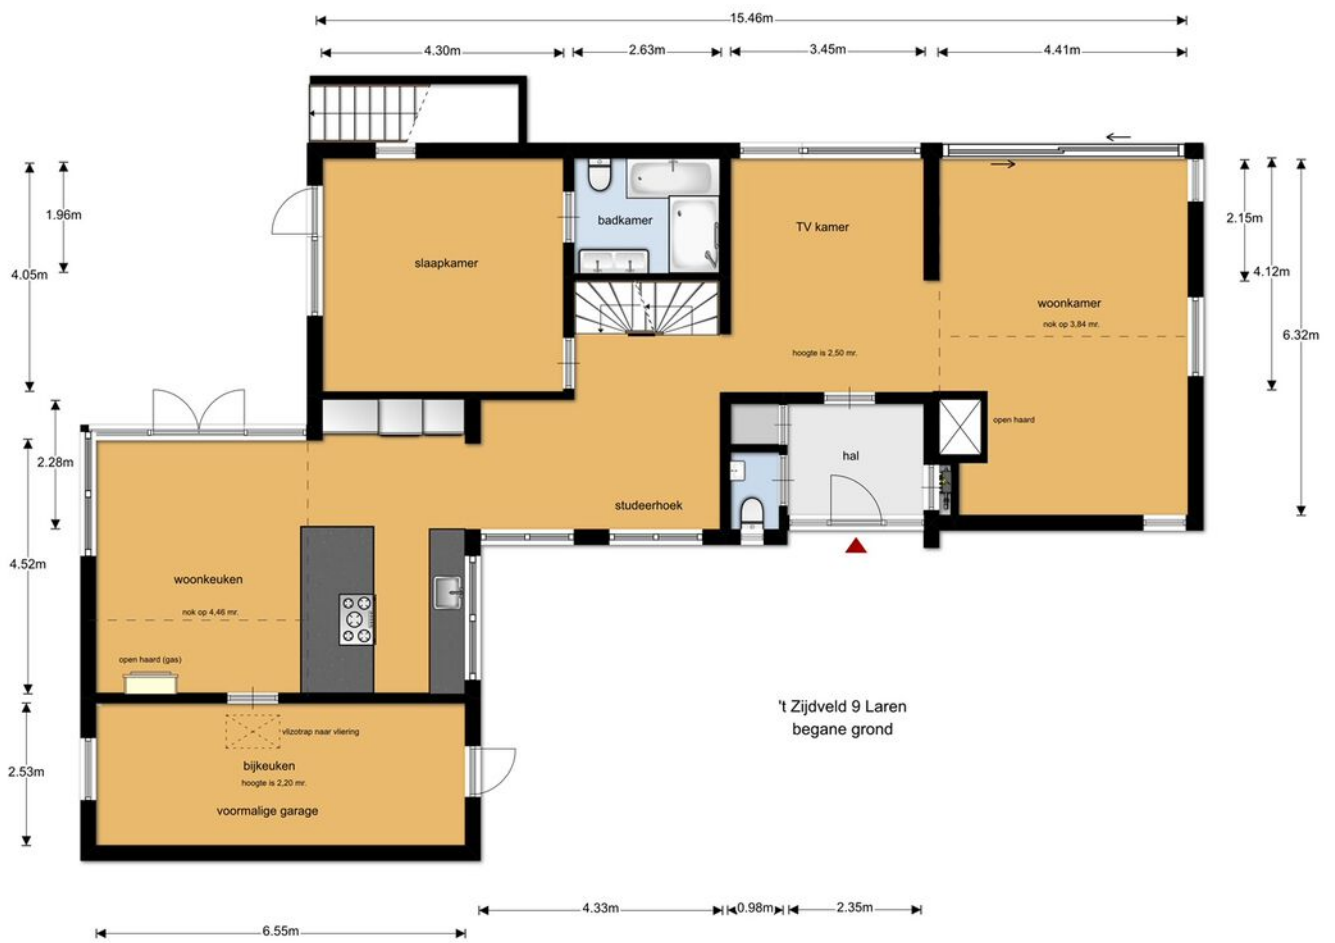 15.46m
4.30m
2.63m
3.45m
4.41m
1.96m
4.05m
2.15m
4.12m
6.32m
badkamer
TV kamer
slaapkamer
woonkamer
nok op 3,84 mr.
hoogte is 2,50 mr.
open haard
hal
2.28m
studeerhoek
4.52m
woonkeuken
nok op 4,46 mr.
open haard (gas)
't Zijdveld 9 Laren
begane grond
vlizotrap naar vliering
2.53m
bijkeuken
hoogte is 2,20 mr.
voormalige garage
4.33m
0.98m
2.35m
6.55m